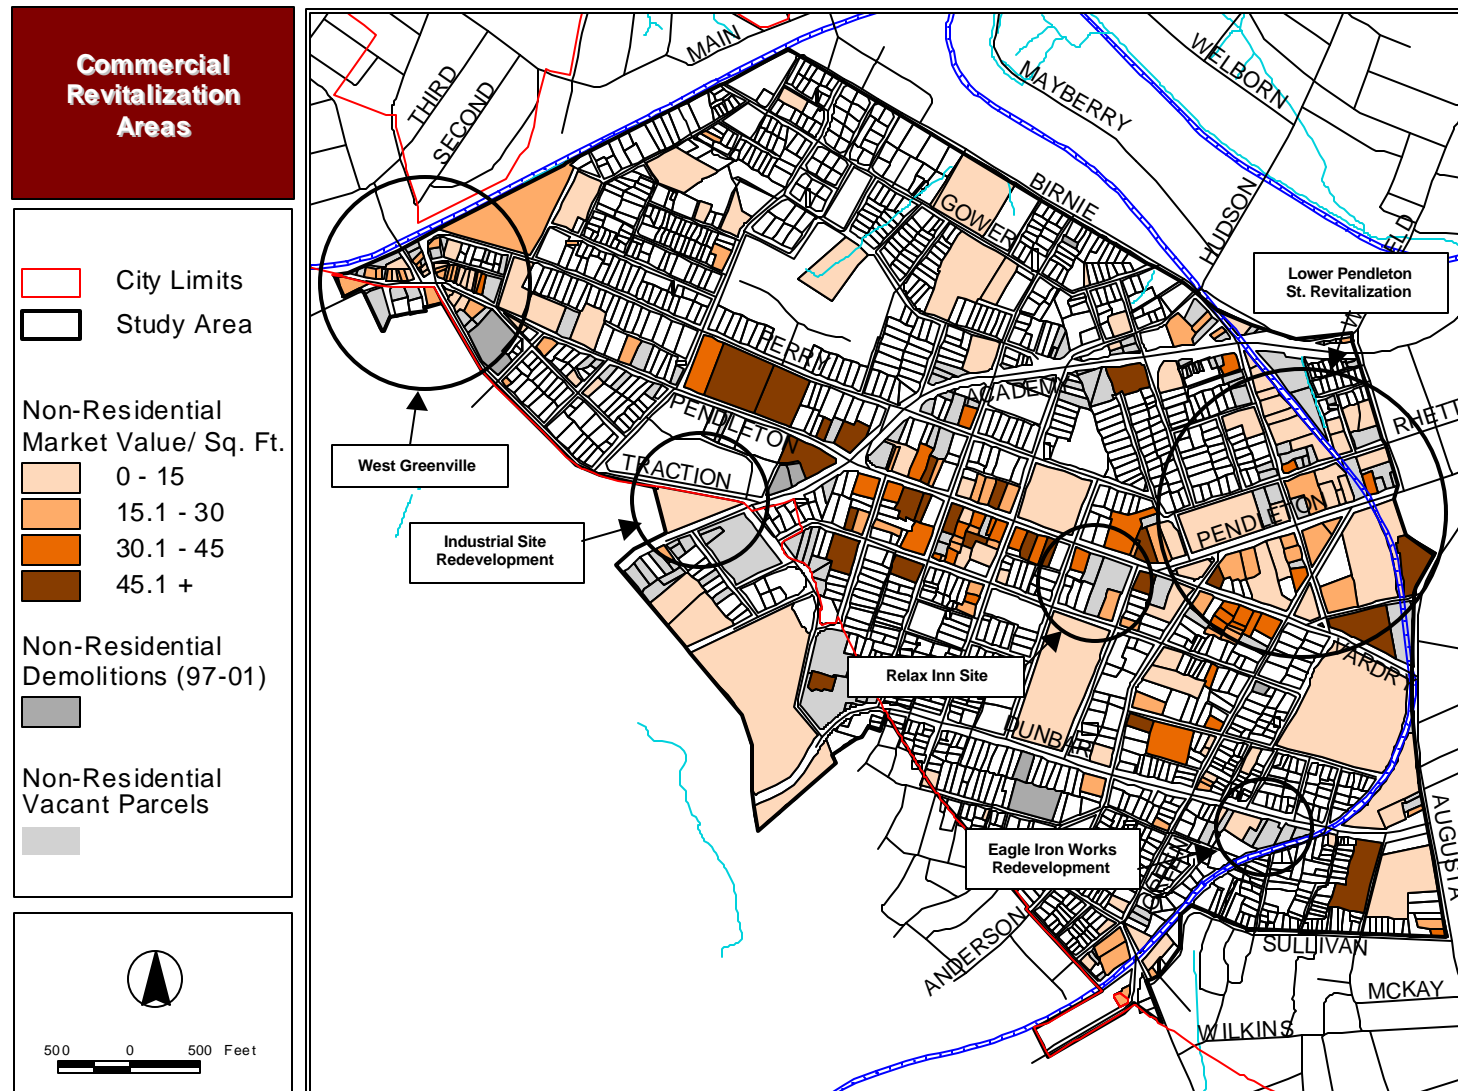 Commercial
Revitalization
Areas
City Limits
Study Area
Non-Residential
Market Value/ Sq. Ft.
0 - 15
15.1 - 30
30.1 - 45
45.1 +
Non-Residential
Demolitions (97-01)
Non-Residential
Vacant Parcels
500 0 500 Feet
MAIN
THIRD
SECOND
MAYBERRY
WELBORN
BIRNIE
GOWER
HUDSON
Lower Pendleton
St. Revitalization
PERRY
ACADEMY
PENDLETON
RHETT
TRACTION
West Greenville
PENDLETON
Industrial Site
Redevelopment
Relax Inn Site
VARDRY
DUNBAR
AUGUSTA
Eagle Iron Works
Redevelopment
ANDERSON
SULLIVAN
MCKAY
WILKINS